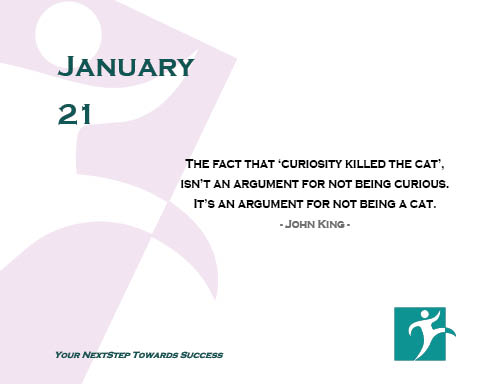 January
21
The fact that ‘curiosity killed the cat’,
isn’t an argument for not being curious.
It’s an argument for not being a cat.
- John King -
Your NextStep Towards Success